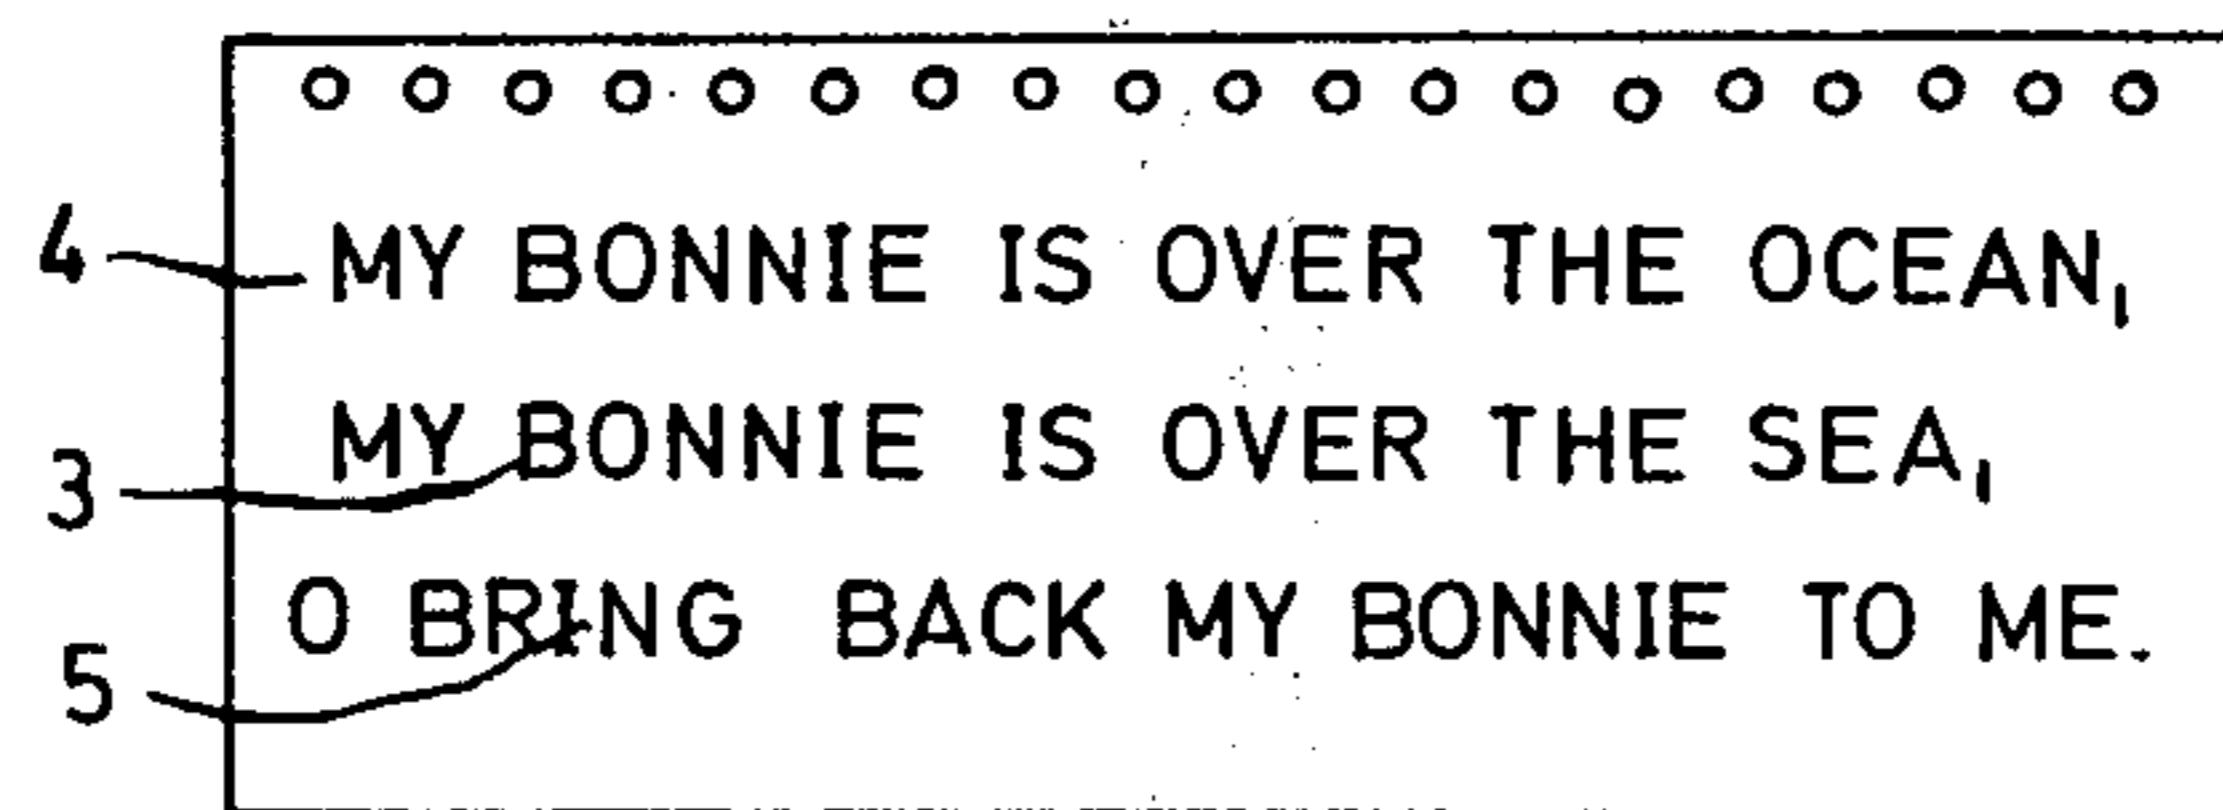 4 MY BONNIE IS OVER THE OCEAN,
3 MY BONNIE IS OVER THE SEA,
5 O BRING BACK MY BONNIE TO ME.